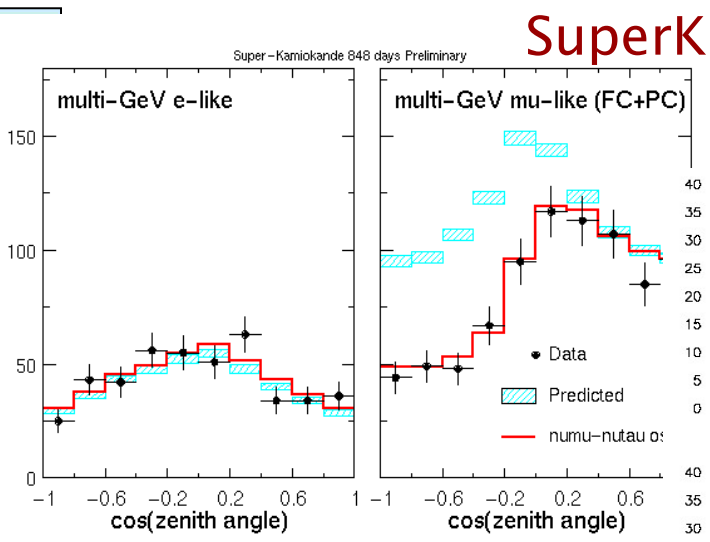 SuperK
Super-Kamiokande 848 days Preliminary
multi-GeV e-like
multi-GeV mu-like (FC+PC)
150
100
50
0
40
35
30
25
20
15
10
5
0
40
35
30
Data
Predicted
numu-nutau os
-1 -0.6 -0.2 0.2 0.6 1
-1 -0.6 -0.2 0.2 0.6
cos(zenith angle)
cos(zenith angle)